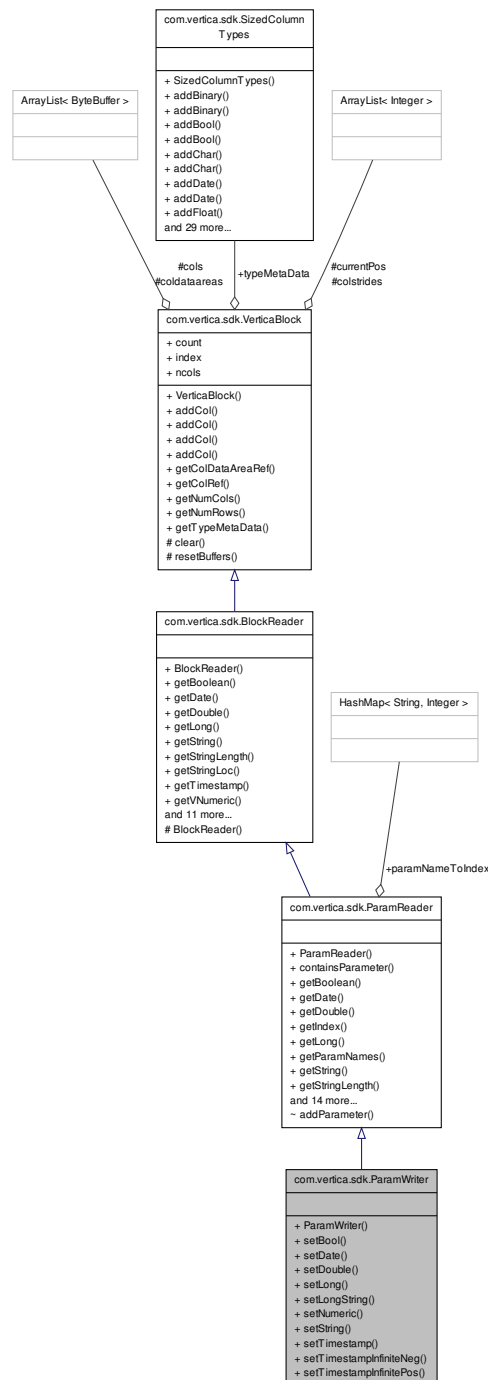 com.vertica.sdk.SizedColumn
Types
+ SizedColumnTypes()
+ addBinary()
+ addBinary()
+ addBool()
+ addBool()
+ addChar()
+ addChar()
+ addDate()
+ addDate()
+ addFloat()
and 29 more...
ArrayList< ByteBuffer >
ArrayList< Integer >
#cols
#coldataareas
+typeMetaData
#currentPos
#colstrides
com.vertica.sdk.VerticaBlock
+ count
+ index
+ ncols
+ VerticaBlock()
+ addCol()
+ addCol()
+ addCol()
+ addCol()
+ getColDataAreaRef()
+ getColRef()
+ getNumCols()
+ getNumRows()
+ getTypeMetaData()
# clear()
# resetBuffers()
com.vertica.sdk.BlockReader
+ BlockReader()
+ getBoolean()
+ getDate()
+ getDouble()
+ getLong()
+ getString()
+ getStringLength()
+ getStringLoc()
+ getTimestamp()
+ getVNumeric()
and 11 more...
# BlockReader()
HashMap< String, Integer >
+paramNameToIndex
com.vertica.sdk.ParamReader
+ ParamReader()
+ containsParameter()
+ getBoolean()
+ getDate()
+ getDouble()
+ getIndex()
+ getLong()
+ getParamNames()
+ getString()
+ getStringLength()
and 14 more...
~ addParameter()
com.vertica.sdk.ParamWriter
+ ParamWriter()
+ setBool()
+ setDate()
+ setDouble()
+ setLong()
+ setLongString()
+ setNumeric()
+ setString()
+ setTimestamp()
+ setTimestampInfiniteNeg()
+ setTimestampInfinitePos()